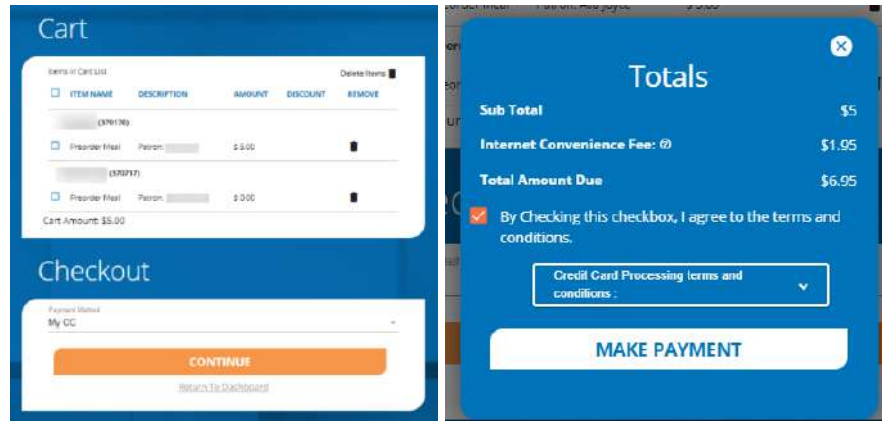 Cart
Items in Cart List
Delete Items
ITEM NAME DESCRIPTION AMOUNT DISCOUNT REMOVE
(370170)
Preorder Meal Patron: $ 5.00
(370717)
Preorder Meal Patron: $ 0.00
Cart Amount: $5.00
Checkout
Payment Method
My CC
CONTINUE
Return To Dashboard
Totals
Sub Total $5
Internet Convenience Fee: $1.95
Total Amount Due $6.95
By Checking this checkbox, I agree to the terms and
conditions.
Credit Card Processing terms and
conditions :
MAKE PAYMENT